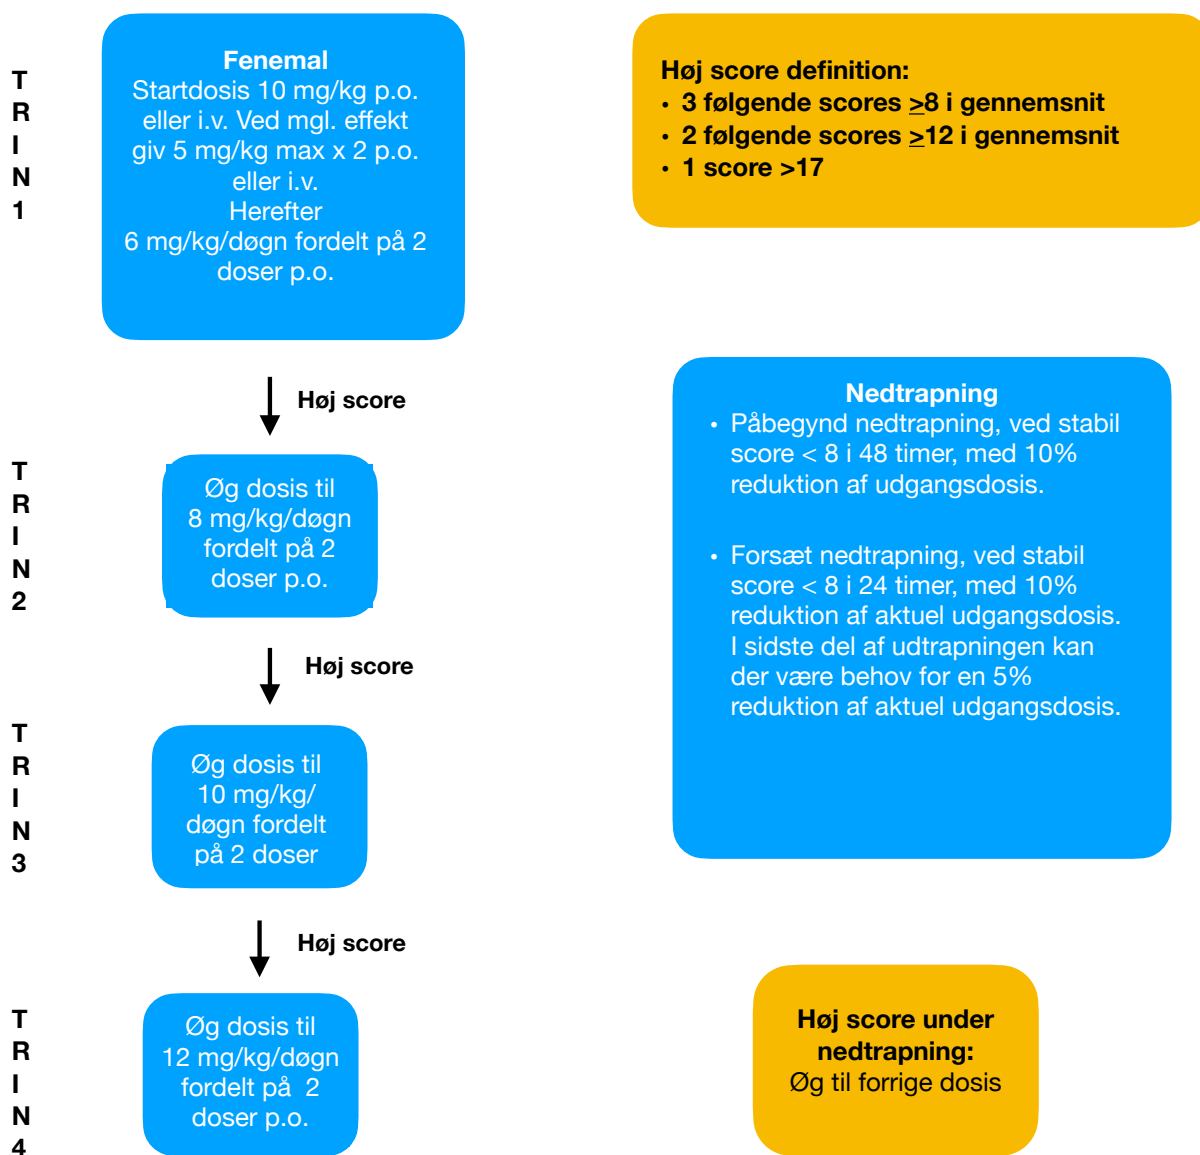 T
R
I
N
1
Fenemal
Startdosis 10 mg/kg p.o.
eller i.v. Ved mgl. effekt
giv 5 mg/kg max x 2 p.o.
eller i.v.
Herefter
6 mg/kg/døgn fordelt på 2
doser p.o.
Høj score definition:
• 3 følgende scores ≥8 i gennemsnit
• 2 følgende scores ≥12 i gennemsnit
• 1 score >17
Høj score
T
R
I
N
2
Øg dosis til
8 mg/kg/døgn
fordelt på 2
doser p.o.
Høj score
T
R
I
N
3
Øg dosis til
10 mg/kg/
døgn fordelt
på 2 doser
Høj score
T
R
I
N
4
Øg dosis til
12 mg/kg/døgn
fordelt på 2
doser p.o.
Nedtrapning
• Påbegynd nedtrapning, ved stabil
score < 8 i 48 timer, med 10%
reduktion af udgangsdosis.
• Forsæt nedtrapning, ved stabil
score < 8 i 24 timer, med 10%
reduktion af aktuel udgangsdosis.
I sidste del af udtrapningen kan
der være behov for en 5%
reduktion af aktuel udgangsdosis.
Høj score under
nedtrapning:
Øg til forrige dosis